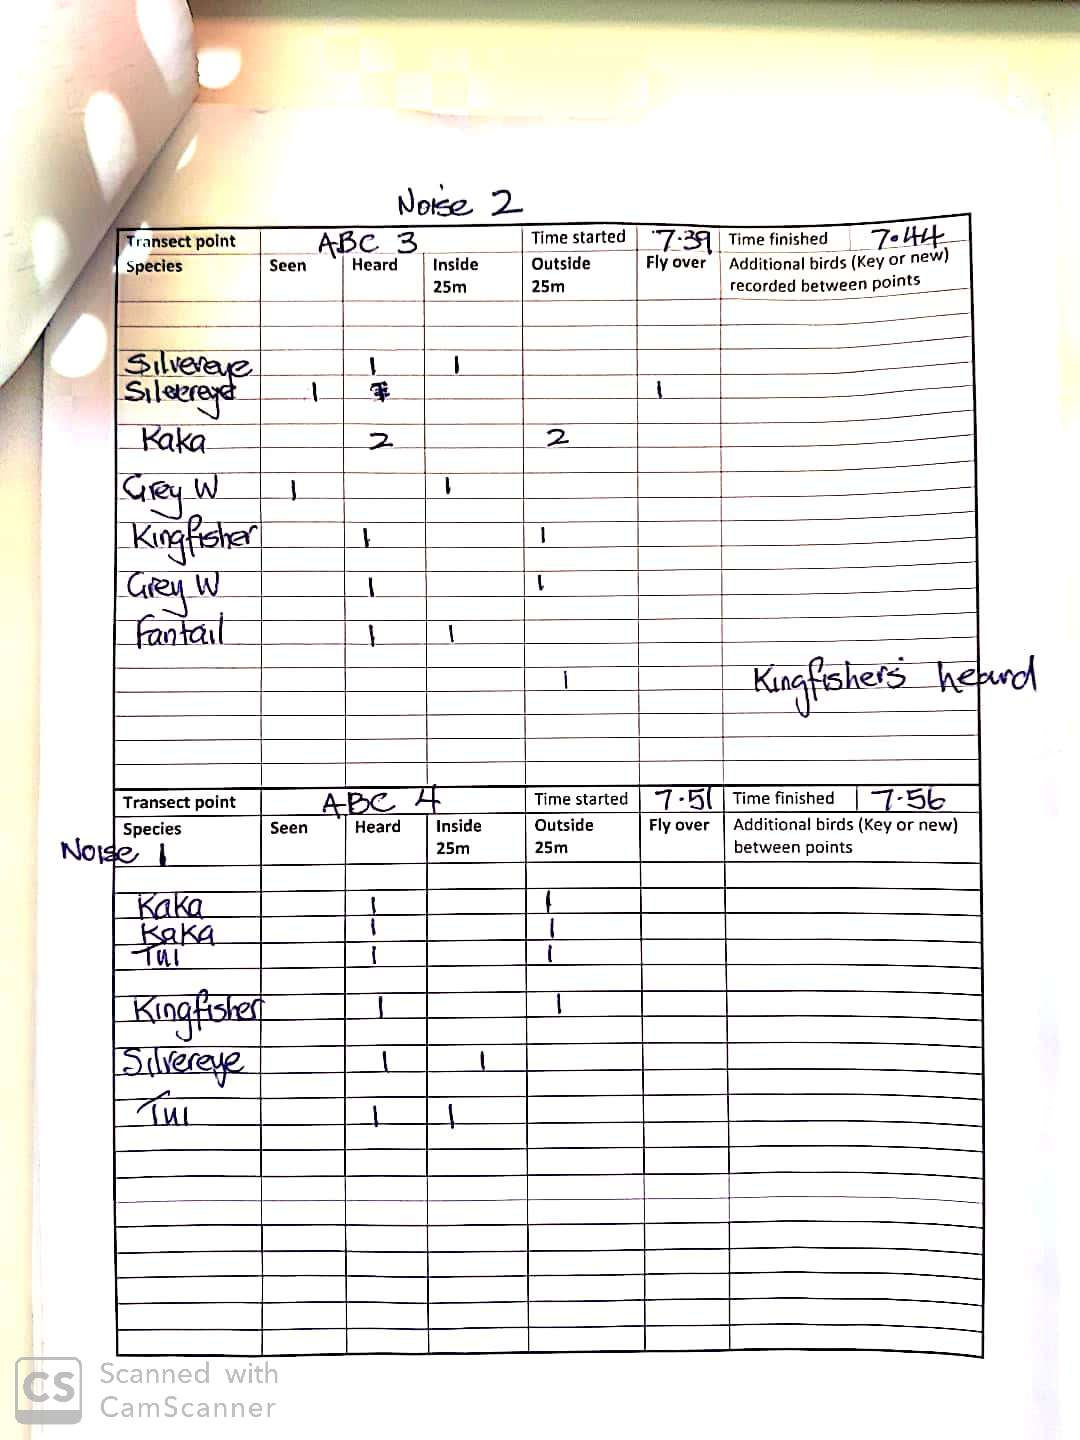 Noise 2
Transect point ABC 3 Time started 7.39 Time finished 7.44
Species Seen Heard Inside 25m Outside 25m Fly over Additional birds (Key or new) recorded between points
Silvereye 1 1
Silvereye 1 1
Kaka 2 2
Grey W 1 1
Kingfisher 1 1
Grey W 1 1
Fantail 1 1
1 Kingfishers heard
Transect point ABC 4 Time started 7.51 Time finished 7.56
Species Seen Heard Inside 25m Outside 25m Fly over Additional birds (Key or new) between points
Noise 1
Kaka 1 1
Kaka 1 1
Tui 1 1
Kingfisher 1 1
Silvereye 1 1
Tui 1 1
CS Scanned with
CamScanner